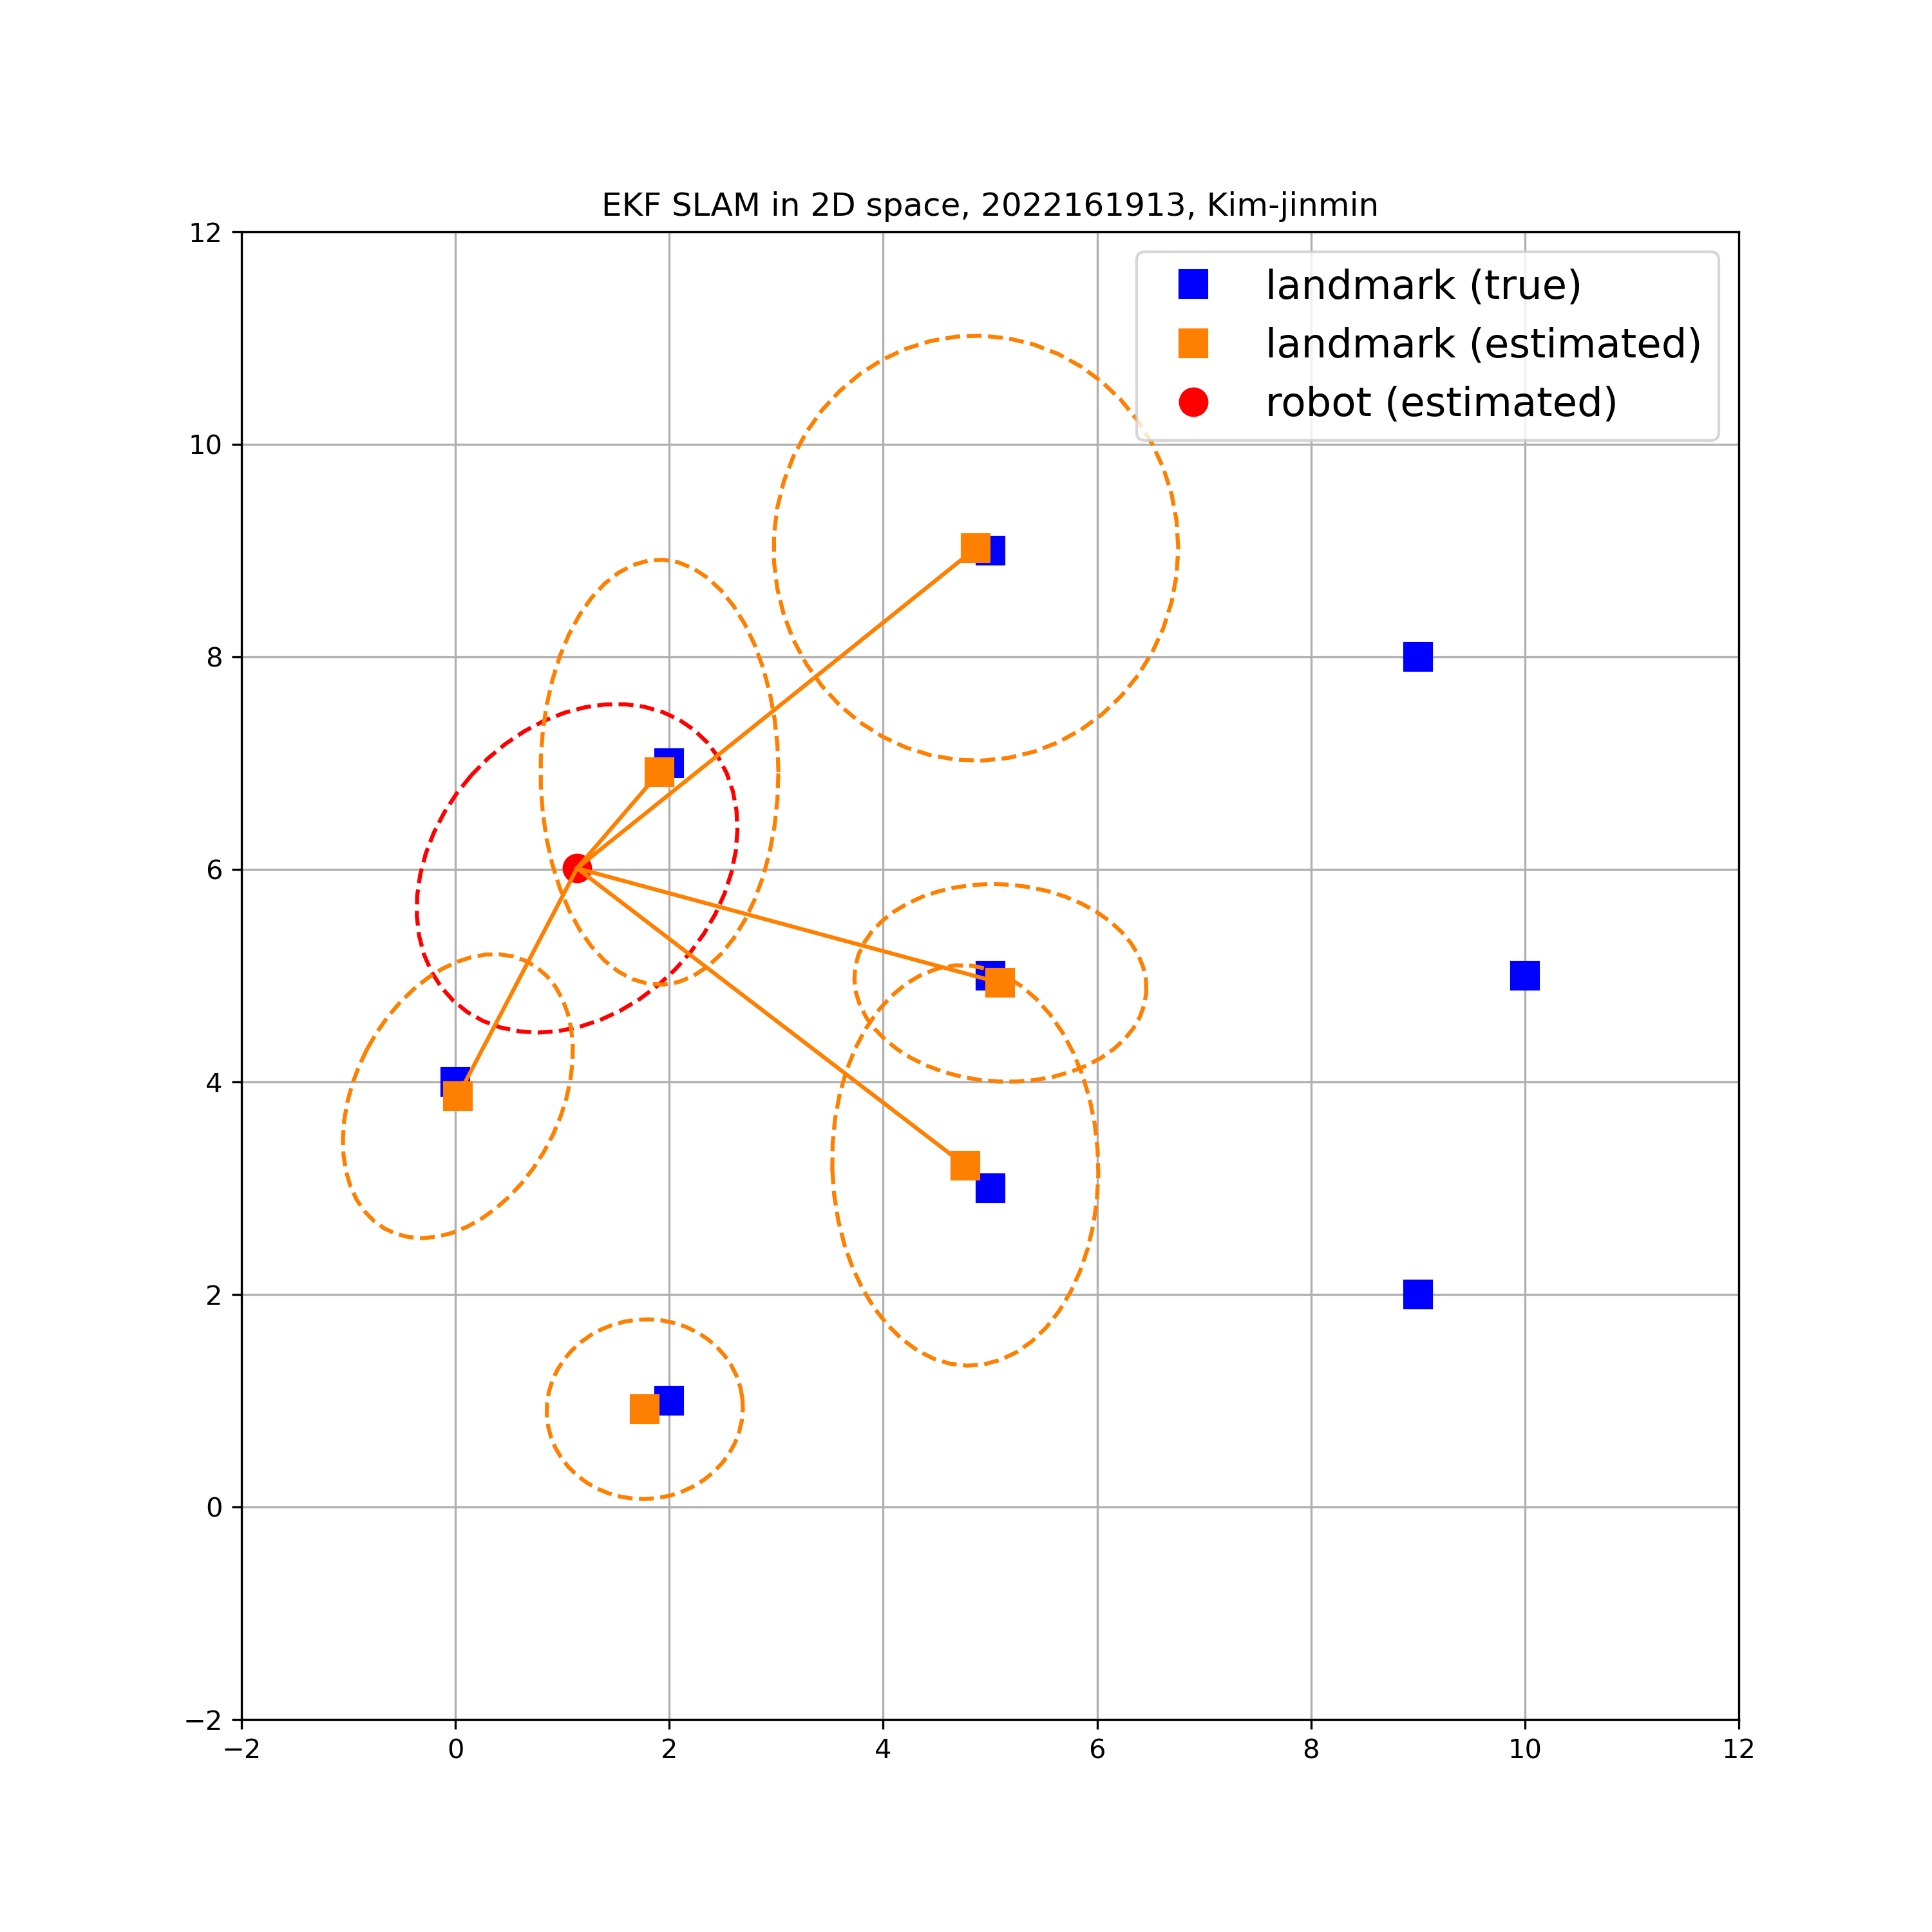 EKF SLAM in 2D space, 2022161913, Kim-jinmin
12
landmark (true)
landmark (estimated)
robot (estimated)
10
8
6
4
2
0
−2
−2 0 2 4 6 8 10 12